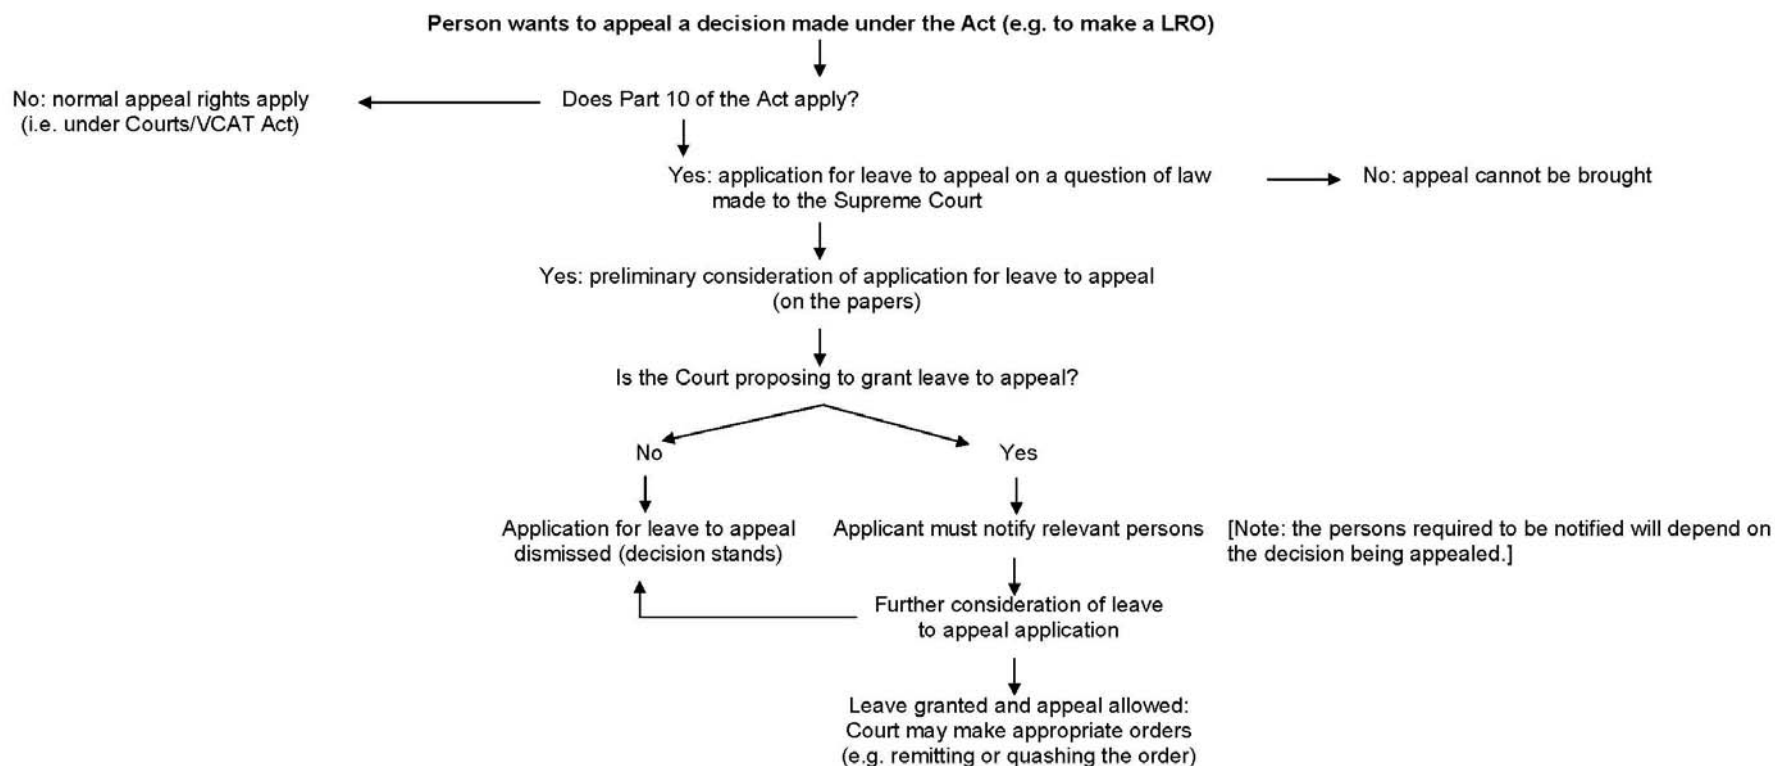 Person wants to appeal a decision made under the Act (e.g. to make a LRO)
No: normal appeal rights apply
(i.e. under Courts/VCAT Act)
Does Part 10 of the Act apply?
Yes: application for leave to appeal on a question of law
made to the Supreme Court
No: appeal cannot be brought
Yes: preliminary consideration of application for leave to appeal
(on the papers)
Is the Court proposing to grant leave to appeal?
No
Yes
Application for leave to appeal
dismissed (decision stands)
Applicant must notify relevant persons
[Note: the persons required to be notified will depend on
the decision being appealed.]
Further consideration of leave
to appeal application
Leave granted and appeal allowed:
Court may make appropriate orders
(e.g. remitting or quashing the order)